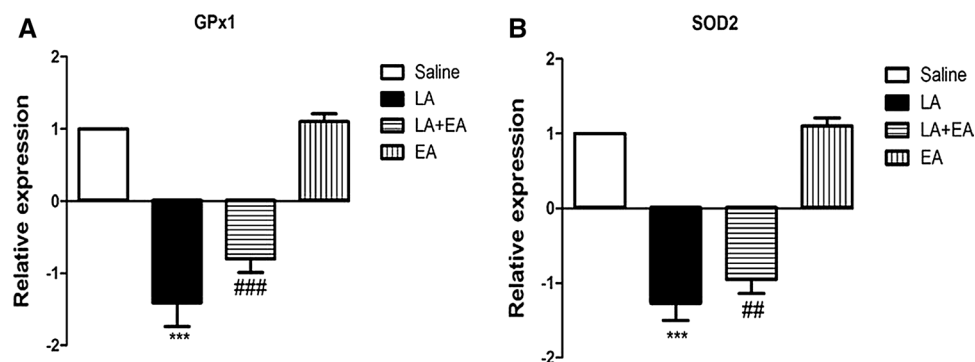 A
GPx1
Relative expression
2
1
0
-1
-2
***
###
Saline
LA
LA+EA
EA
B
SOD2
Relative expression
2
1
0
-1
-2
***
##
Saline
LA
LA+EA
EA